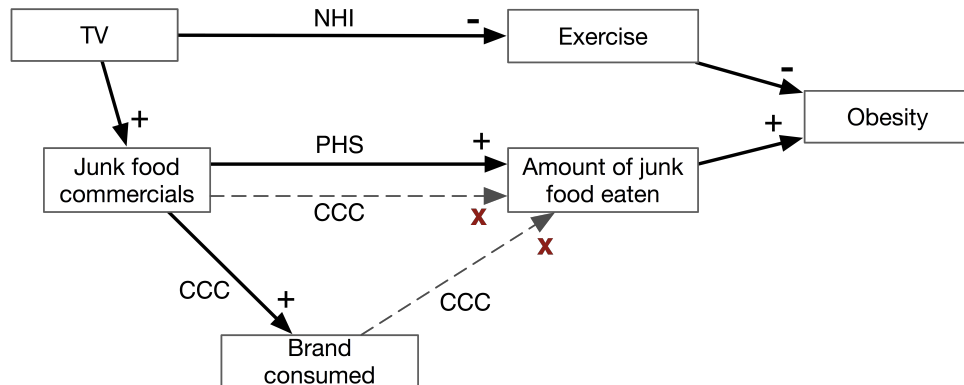 TV
NHI
-
Exercise
-
Obesity
+
+
Junk food
commercials
PHS
+
Amount of junk
food eaten
CCC
x
x
CCC
+
CCC
Brand
consumed